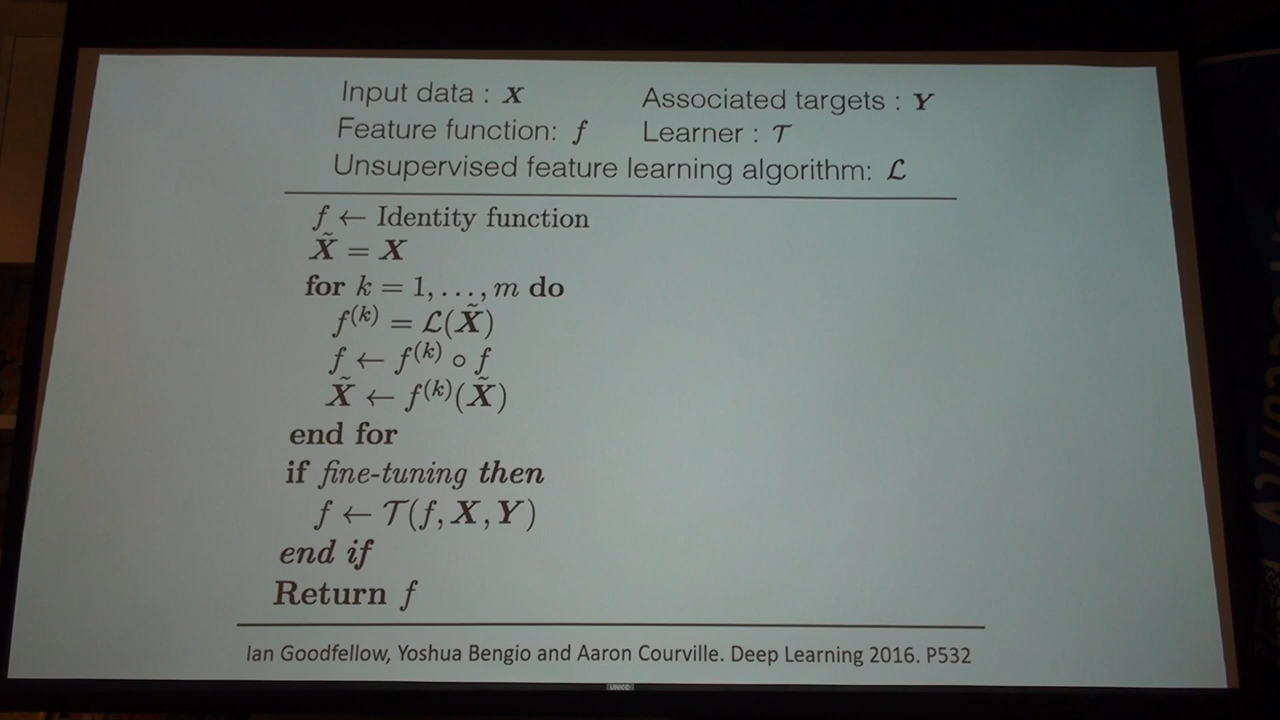 Input data : X Associated targets : Y
Feature function: f Learner : 𝒯
Unsupervised feature learning algorithm: ℒ
f ← Identity function
X̃ = X
for k = 1, . . . , m do
f⁽ᵏ⁾ = ℒ(X̃)
f ← f⁽ᵏ⁾ ∘ f
X̃ ← f⁽ᵏ⁾(X̃)
end for
if fine-tuning then
f ← 𝒯(f, X, Y)
end if
Return f
Ian Goodfellow, Yoshua Bengio and Aaron Courville. Deep Learning 2016. P532